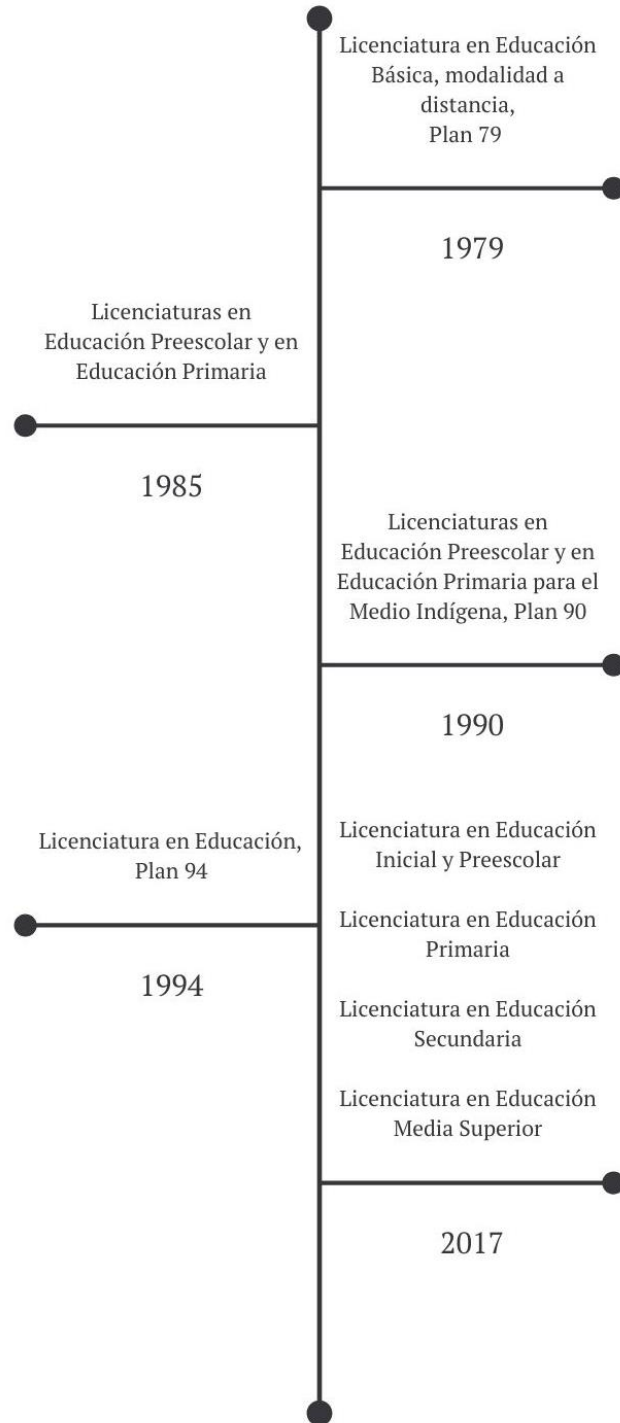 Licenciatura en Educación
Básica, modalidad a
distancia,
Plan 79
1979
Licenciaturas en
Educación Preescolar y en
Educación Primaria
1985
Licenciaturas en
Educación Preescolar y en
Educación Primaria para el
Medio Indígena, Plan 90
1990
Licenciatura en Educación,
Plan 94
1994
Licenciatura en Educación
Inicial y Preescolar
Licenciatura en Educación
Primaria
Licenciatura en Educación
Secundaria
Licenciatura en Educación
Media Superior
2017